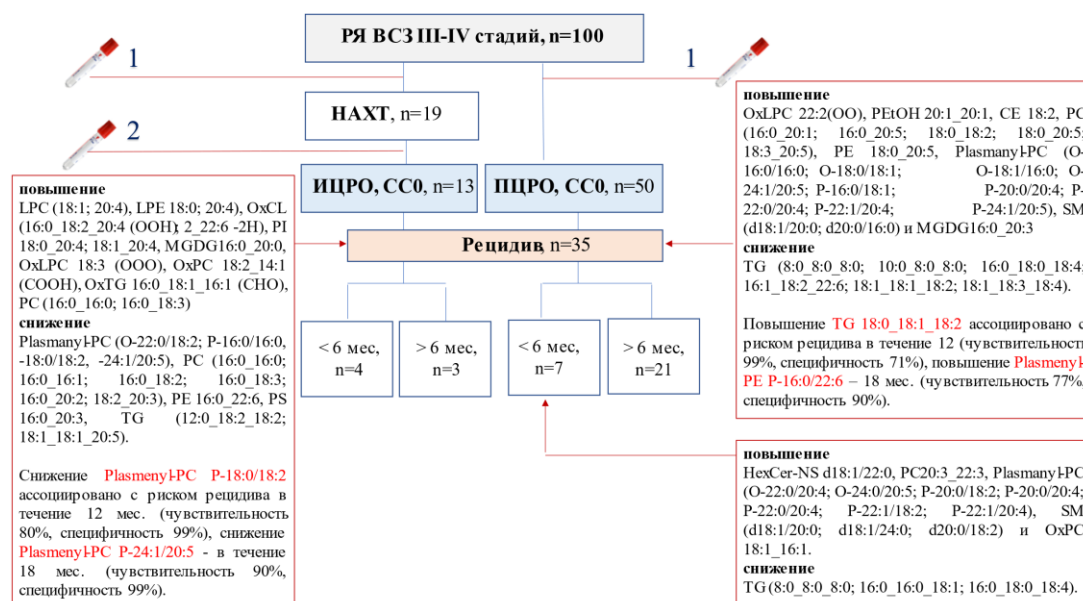 РЯ ВСЗ III-IV стадий, n=100
1
1
НАХТ, n=19
2
ИЦРО, СС0, n=13
ПЦРО, СС0, n=50
Рецидив, n=35
< 6 мес,
n=4
> 6 мес,
n=3
< 6 мес,
n=7
> 6 мес,
n=21
повышение
LPC (18:1; 20:4), LPE 18:0; 20:4), OxCL
(16:0_18:2_20:4 (OOH); 2_22:6 -2H), PI
18:0_20:4; 18:1_20:4, MGDG16:0_20:0,
OxLPC 18:3 (OOO), OxPC 18:2_14:1
(COOH), OxTG 16:0_18:1_16:1 (CHO),
PC (16:0_16:0; 16:0_18:3)
снижение
Plasmanyl-PC (O-22:0/18:2; P-16:0/16:0,
-18:0/18:2, -24:1/20:5), PC (16:0_16:0;
16:0_16:1; 16:0_18:2; 16:0_18:3;
16:0_20:2; 18:2_20:3), PE 16:0_22:6, PS
16:0_20:3, TG (12:0_18:2_18:2;
18:1_18:1_20:5).
Снижение Plasmenyl-PC P-18:0/18:2
ассоциировано с риском рецидива в
течение 12 мес. (чувствительность
80%, специфичность 99%), снижение
Plasmenyl-PC P-24:1/20:5 - в течение
18 мес. (чувствительность 90%,
специфичность 99%).
повышение
OxLPC 22:2(OO), PEtOH 20:1_20:1, CE 18:2, PC
(16:0_20:1; 16:0_20:5; 18:0_18:2; 18:0_20:5;
18:3_20:5), PE 18:0_20:5, Plasmanyl-PC (O-
16:0/16:0; O-18:0/18:1; O-18:1/16:0; O-
24:1/20:5; P-16:0/18:1; P-20:0/20:4; P-
22:0/20:4; P-22:1/20:4; P-24:1/20:5), SM
(d18:1/20:0; d20:0/16:0) и MGDG16:0_20:3
снижение
TG (8:0_8:0_8:0; 10:0_8:0_8:0; 16:0_18:0_18:4;
16:1_18:2_22:6; 18:1_18:1_18:2; 18:1_18:3_18:4).
Повышение TG 18:0_18:1_18:2 ассоциировано с
риском рецидива в течение 12 (чувствительность
99%, специфичность 71%), повышение Plasmenyl-
PE P-16:0/22:6 – 18 мес. (чувствительность 77%,
специфичность 90%).
повышение
HexCer-NS d18:1/22:0, PC20:3_22:3, Plasmanyl-PC
(O-22:0/20:4; O-24:0/20:5; P-20:0/18:2; P-20:0/20:4;
P-22:0/20:4; P-22:1/18:2; P-22:1/20:4), SM
(d18:1/20:0; d18:1/24:0; d20:0/18:2) и OxPC
18:1_16:1.
снижение
TG (8:0_8:0_8:0; 16:0_16:0_18:1; 16:0_18:0_18:4).